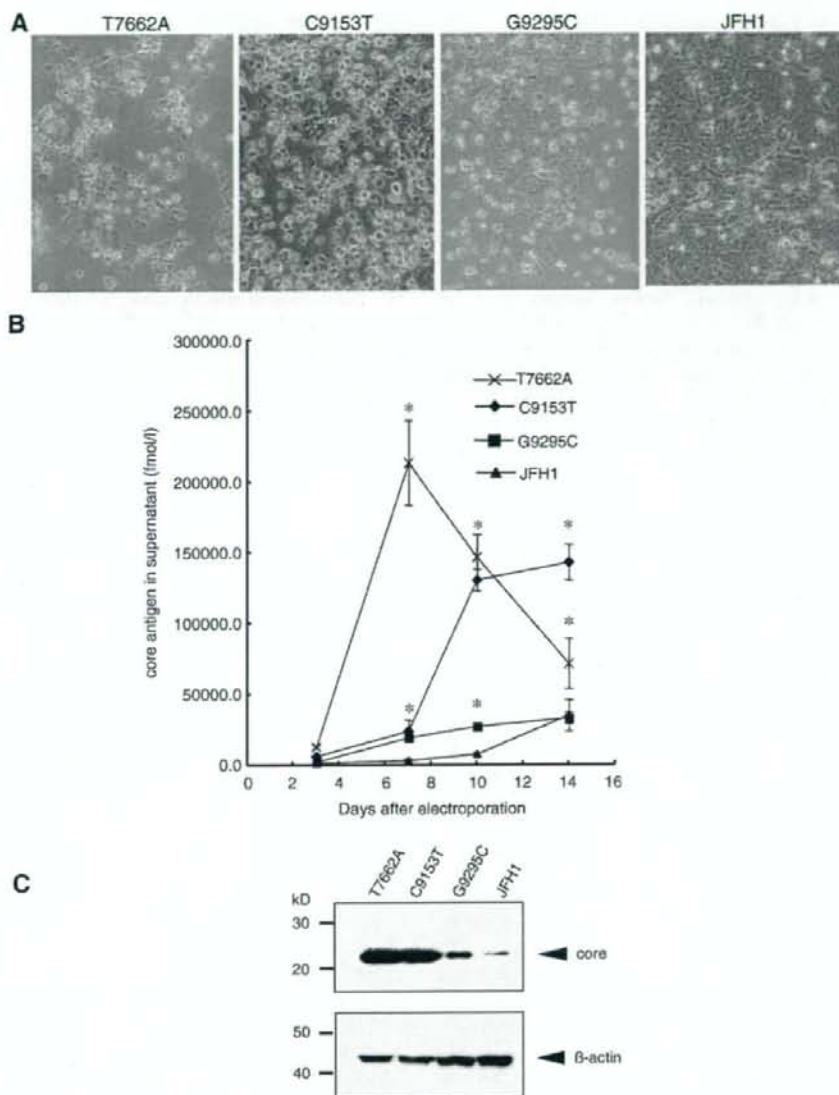 A
T7662A
C9153T
G9295C
JFH1
B
core antigen in supernatant (fmol/l)
300000.0
250000.0
200000.0
150000.0
100000.0
50000.0
0.0
0 2 4 6 8 10 12 14 16
Days after electroporation
T7662A
C9153T
G9295C
JFH1
*
*
*
*
*
*
C
T7662A
C9153T
G9295C
JFH1
kD
30
20
core
50
40
ß-actin